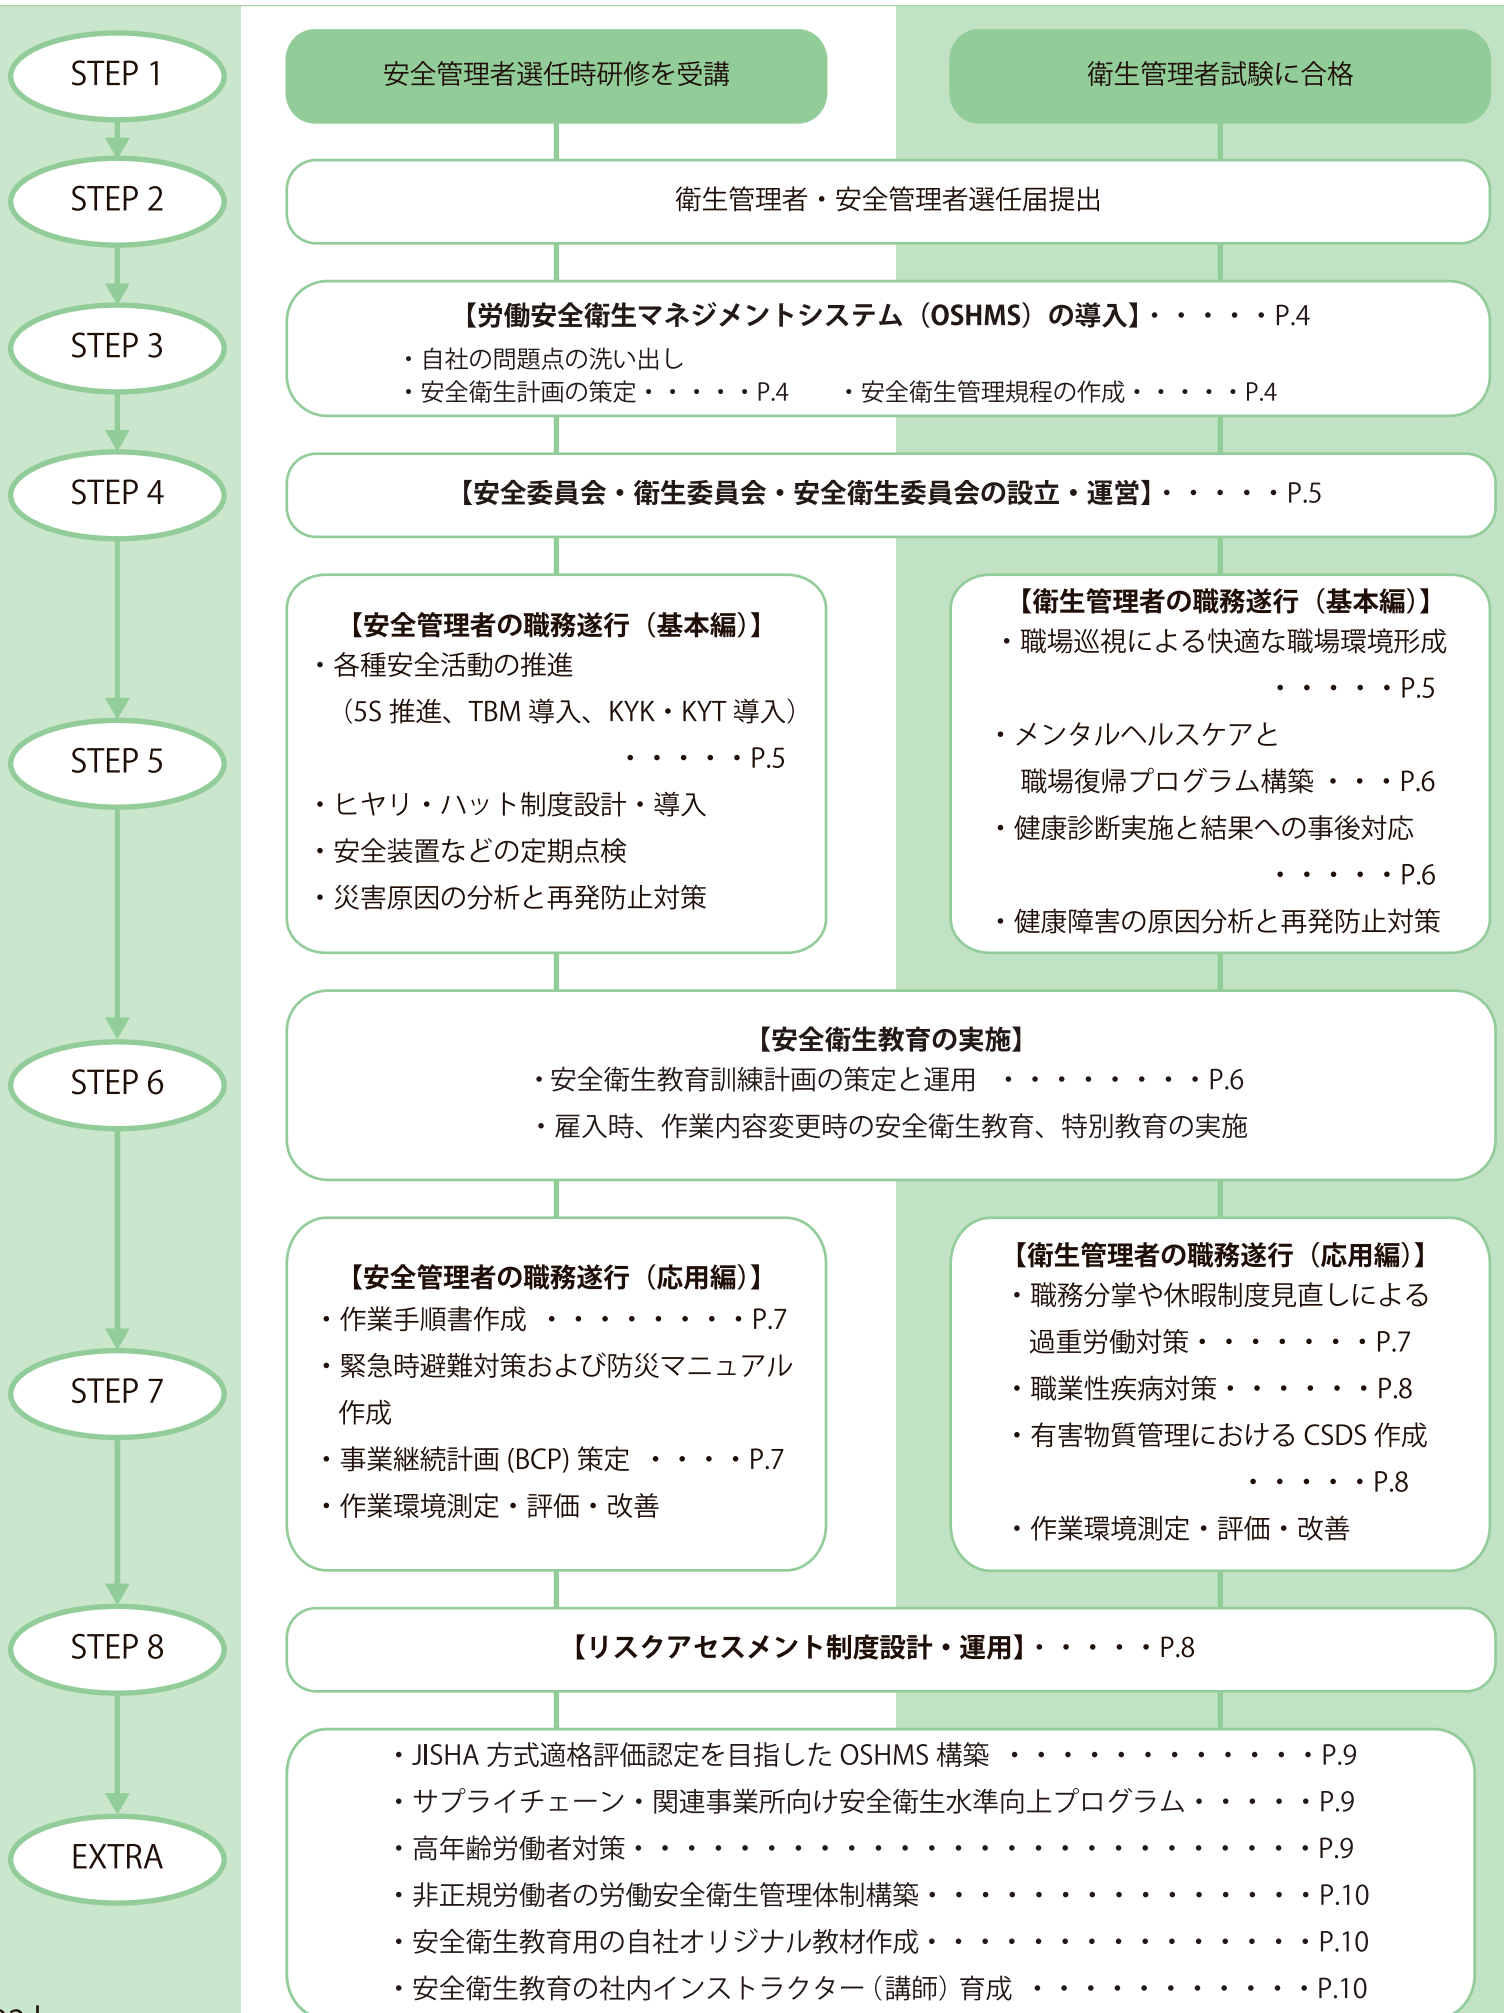 STEP 1
安全管理者選任時研修を受講
衛生管理者試験に合格
STEP 2
衛生管理者・安全管理者選任届提出
STEP 3
【労働安全衛生マネジメントシステム（OSHMS）の導入】・・・・・P.4
・自社の問題点の洗い出し
・安全衛生計画の策定・・・・・P.4　・安全衛生管理規程の作成・・・・・P.4
STEP 4
【安全委員会・衛生委員会・安全衛生委員会の設立・運営】・・・・・P.5
STEP 5
【安全管理者の職務遂行（基本編）】
・各種安全活動の推進
（5S 推進、TBM 導入、KYK・KYT 導入）
・・・・・P.5
・ヒヤリ・ハット制度設計・導入
・安全装置などの定期点検
・災害原因の分析と再発防止対策
【衛生管理者の職務遂行（基本編）】
・職場巡視による快適な職場環境形成
・・・・・P.5
・メンタルヘルスケアと
職場復帰プログラム構築 ・・・P.6
・健康診断実施と結果への事後対応
・・・・・P.6
・健康障害の原因分析と再発防止対策
STEP 6
【安全衛生教育の実施】
・安全衛生教育訓練計画の策定と運用 ・・・・・・・・P.6
・雇入時、作業内容変更時の安全衛生教育、特別教育の実施
STEP 7
【安全管理者の職務遂行（応用編）】
・作業手順書作成 ・・・・・・・・P.7
・緊急時避難対策および防災マニュアル
作成
・事業継続計画 (BCP) 策定 ・・・・P.7
・作業環境測定・評価・改善
【衛生管理者の職務遂行（応用編）】
・職務分掌や休暇制度見直しによる
過重労働対策・・・・・・・P.7
・職業性疾病対策・・・・・・P.8
・有害物質管理における CSDS 作成
・・・・・P.8
・作業環境測定・評価・改善
STEP 8
【リスクアセスメント制度設計・運用】・・・・・P.8
EXTRA
・JISHA 方式適格評価認定を目指した OSHMS 構築 ・・・・・・・・・・・・P.9
・サプライチェーン・関連事業所向け安全衛生水準向上プログラム・・・・・P.9
・高年齢労働者対策・・・・・・・・・・・・・・・・・・・・・・・・・・P.9
・非正規労働者の労働安全衛生管理体制構築・・・・・・・・・・・・・・・P.10
・安全衛生教育用の自社オリジナル教材作成・・・・・・・・・・・・・・・P.10
・安全衛生教育の社内インストラクター（講師）育成 ・・・・・・・・・・・P.10